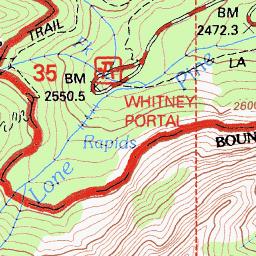 TRAIL
BM
2472.3
35
BM
2550.5
Pine
LA
WHITNEY
PORTAL
2600
BOUN
Rapids
Lone